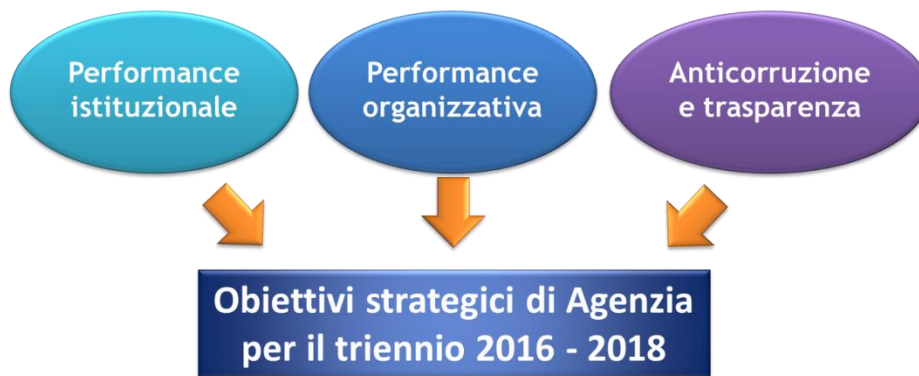 Performance
istituzionale
Performance
organizzativa
Anticorruzione
e trasparenza
Obiettivi strategici di Agenzia
per il triennio 2016 - 2018